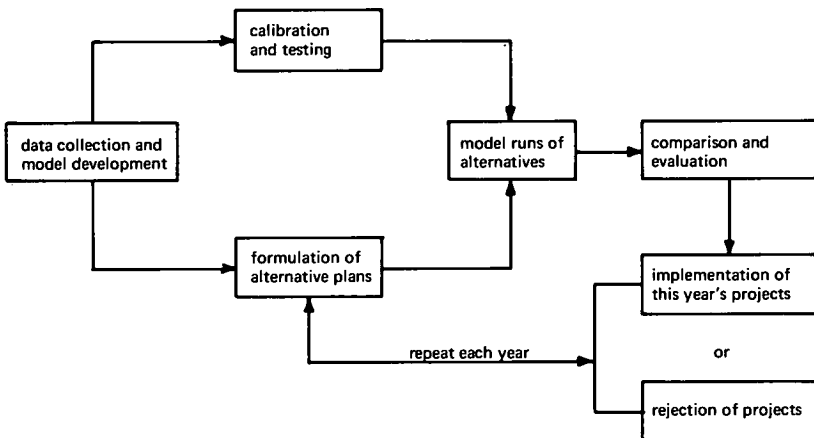 calibration
and testing
data collection and
model development
model runs of
alternatives
comparison and
evaluation
formulation of
alternative plans
implementation of
this year's projects
repeat each year
or
rejection of projects